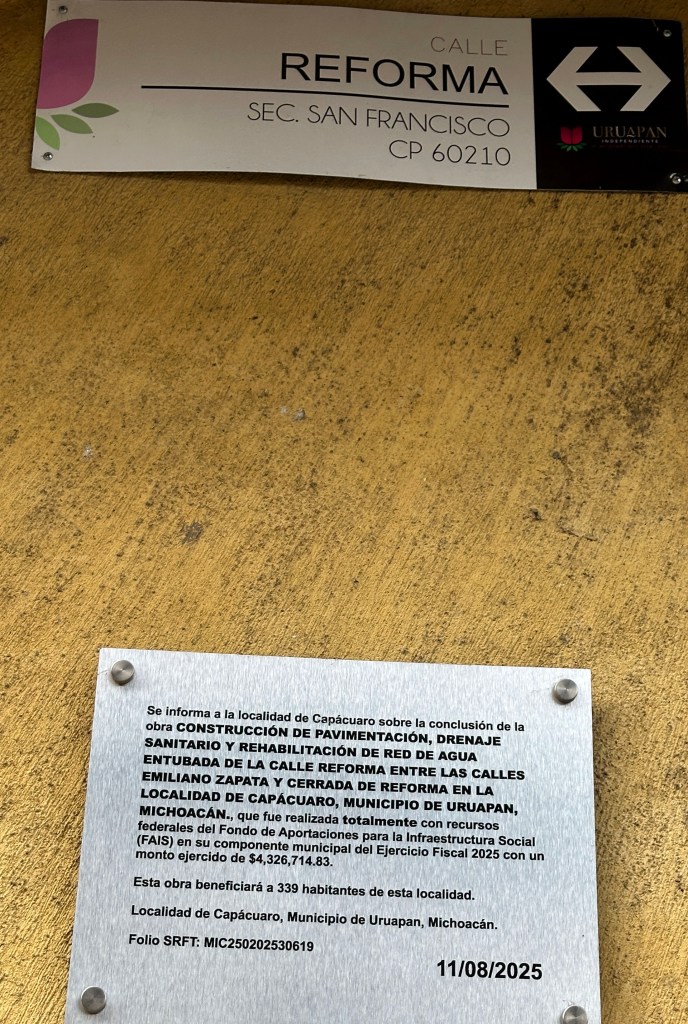 CALLE
REFORMA
SEC. SAN FRANCISCO
CP 60210
URUAPAN
INDEPENDIENTE
Se informa a la localidad de Capácuaro sobre la conclusión de la
obra CONSTRUCCIÓN DE PAVIMENTACIÓN, DRENAJE
SANITARIO Y REHABILITACIÓN DE RED DE AGUA
ENTUBADA DE LA CALLE REFORMA ENTRE LAS CALLES
EMILIANO ZAPATA Y CERRADA DE REFORMA EN LA
LOCALIDAD DE CAPÁCUARO, MUNICIPIO DE URUAPAN,
MICHOACÁN., que fue realizada totalmente con recursos
federales del Fondo de Aportaciones para la Infraestructura Social
(FAIS) en su componente municipal del Ejercicio Fiscal 2025 con un
monto ejercido de $4,326,714.83.
Esta obra beneficiará a 339 habitantes de esta localidad.
Localidad de Capácuaro, Municipio de Uruapan, Michoacán.
Folio SRFT: MIC250202530619
11/08/2025